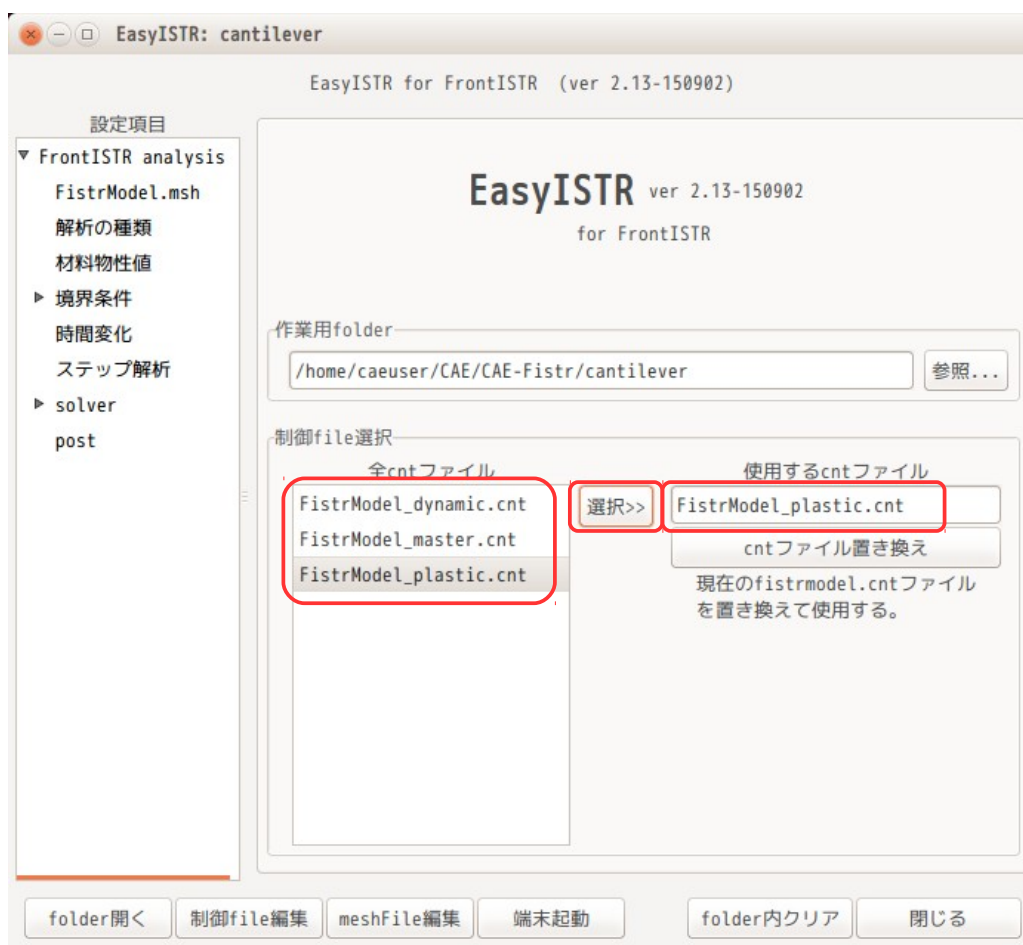 EasyISTR: cantilever
EasyISTR for FrontISTR (ver 2.13-150902)
設定項目
FrontISTR analysis
FistrModel.msh
解析の種類
材料物性値
境界条件
時間変化
ステップ解析
solver
post
EasyISTR ver 2.13-150902
for FrontISTR
作業用folder
/home/caeuser/CAE/CAE-Fistr/cantilever
参照...
制御file選択
全cntファイル
FistrModel_dynamic.cnt
FistrModel_master.cnt
FistrModel_plastic.cnt
選択>>
使用するcntファイル
FistrModel_plastic.cnt
cntファイル置き換え
現在のfistrmodel.cntファイル
を置き換えて使用する。
folder開く 制御file編集 meshFile編集 端末起動 folder内クリア 閉じる